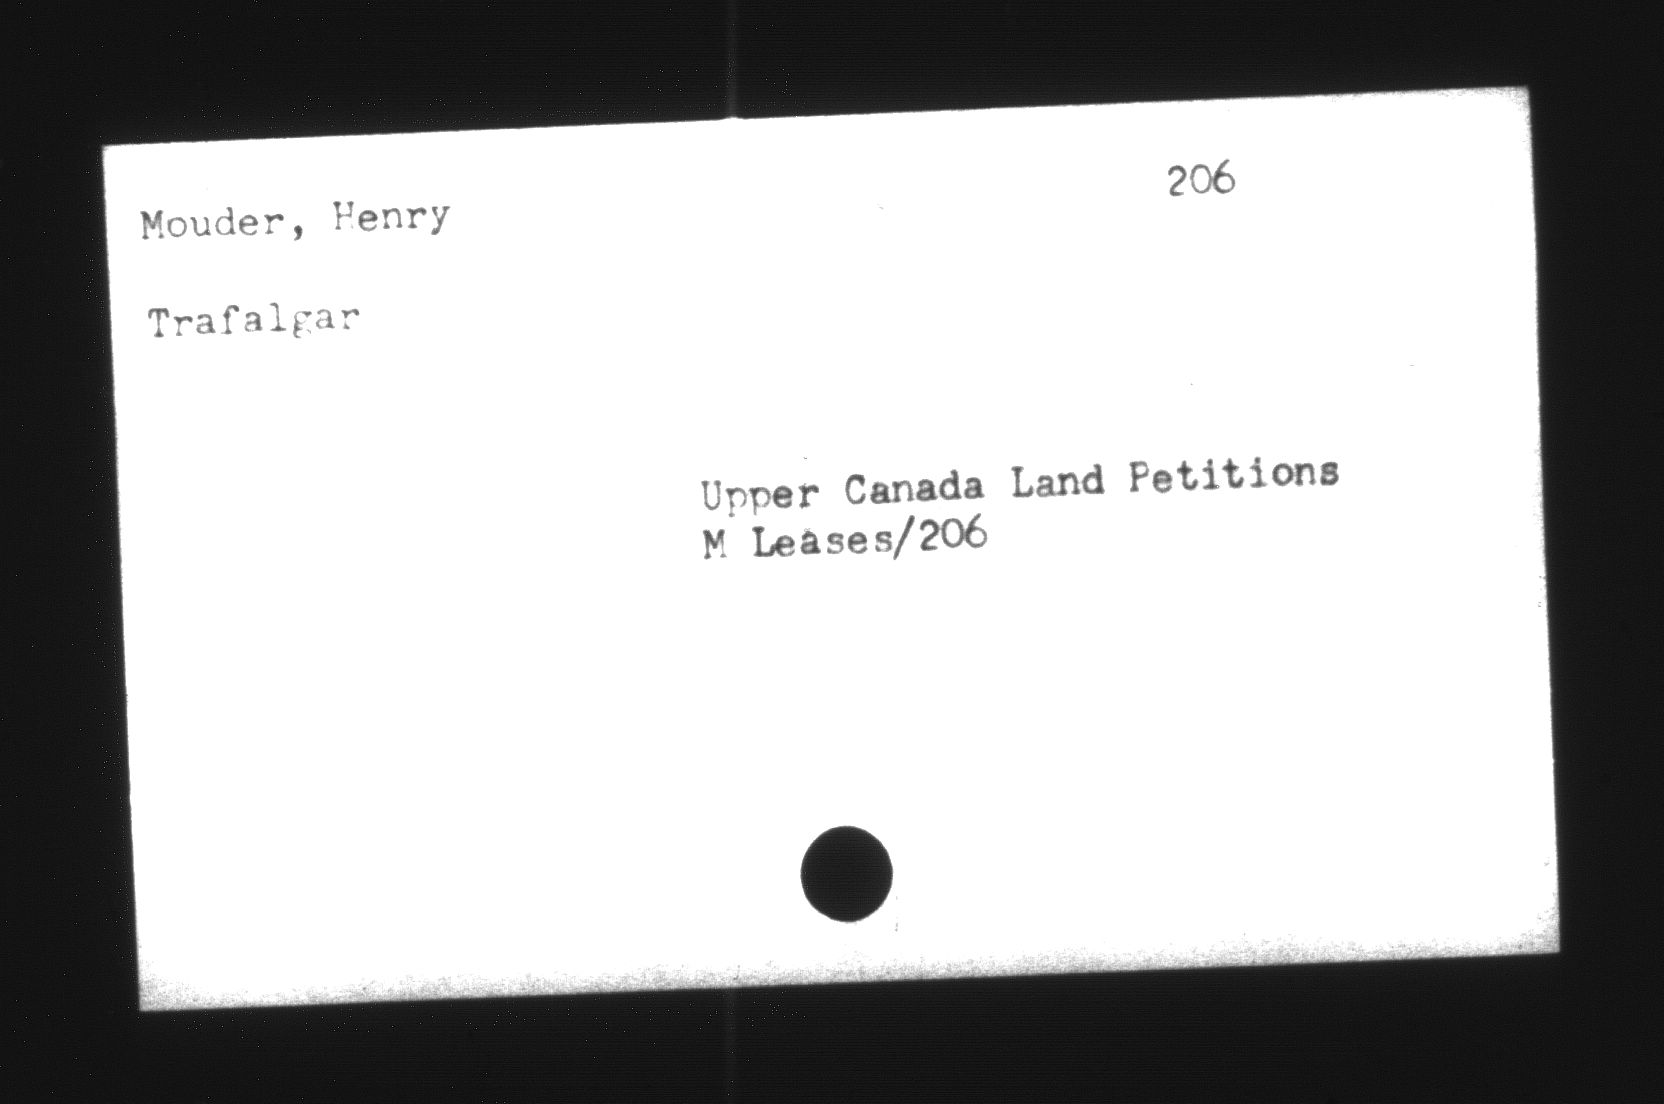 206
Mouder, Henry
Trafalgar
Upper Canada Land Petitions
M Leases/206